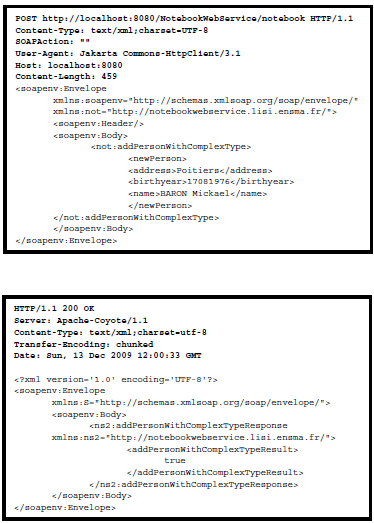 POST http://localhost:8080/NotebookWebService/notebook HTTP/1.1
Content-Type: text/xml;charset=UTF-8
SOAPAction: ""
User-Agent: Jakarta Commons-HttpClient/3.1
Host: localhost:8080
Content-Length: 459
<soapenv:Envelope
xmlns:soapenv="http://schemas.xmlsoap.org/soap/envelope/"
xmlns:not="http://notebookwebservice.lisi.ensma.fr/">
<soapenv:Header/>
<soapenv:Body>
<not:addPersonWithComplexType>
<newPerson>
<address>Poitiers</address>
<birthyear>17081976</birthyear>
<name>BARON Mickael</name>
</newPerson>
</not:addPersonWithComplexType>
</soapenv:Body>
</soapenv:Envelope>
HTTP/1.1 200 OK
Server: Apache-Coyote/1.1
Content-Type: text/xml;charset=utf-8
Transfer-Encoding: chunked
Date: Sun, 13 Dec 2009 12:00:33 GMT
<?xml version='1.0' encoding='UTF-8'?>
<soapenv:Envelope
xmlns:S="http://schemas.xmlsoap.org/soap/envelope/">
<soapenv:Body>
<ns2:addPersonWithComplexTypeResponse
xmlns:ns2="http://notebookwebservice.lisi.ensma.fr/">
<addPersonWithComplexTypeResult>
true
</addPersonWithComplexTypeResult>
</ns2:addPersonWithComplexTypeResponse>
</soapenv:Body>
</soapenv:Envelope>